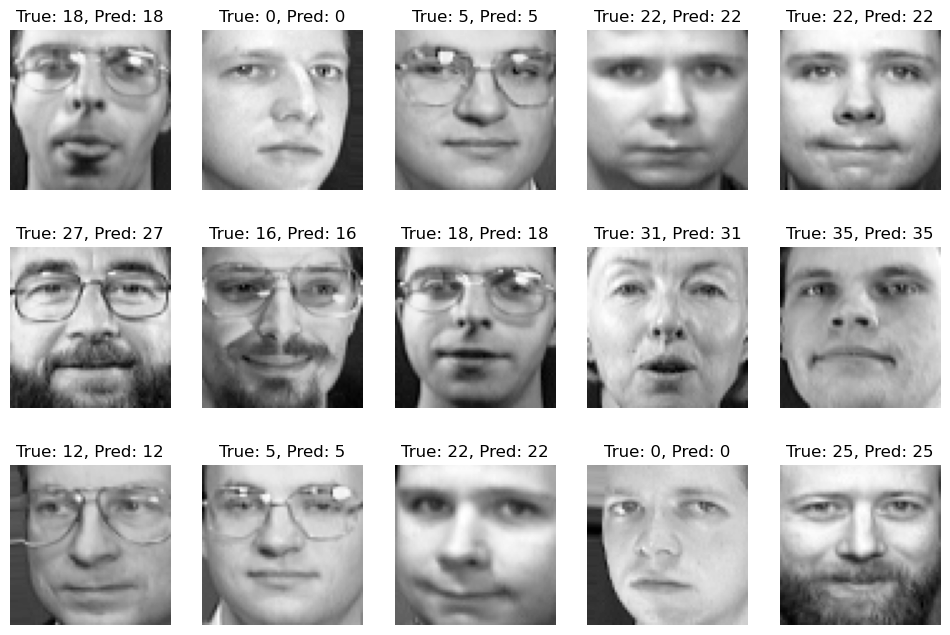 True: 18, Pred: 18
True: 0, Pred: 0
True: 5, Pred: 5
True: 22, Pred: 22
True: 22, Pred: 22
True: 27, Pred: 27
True: 16, Pred: 16
True: 18, Pred: 18
True: 31, Pred: 31
True: 35, Pred: 35
True: 12, Pred: 12
True: 5, Pred: 5
True: 22, Pred: 22
True: 0, Pred: 0
True: 25, Pred: 25